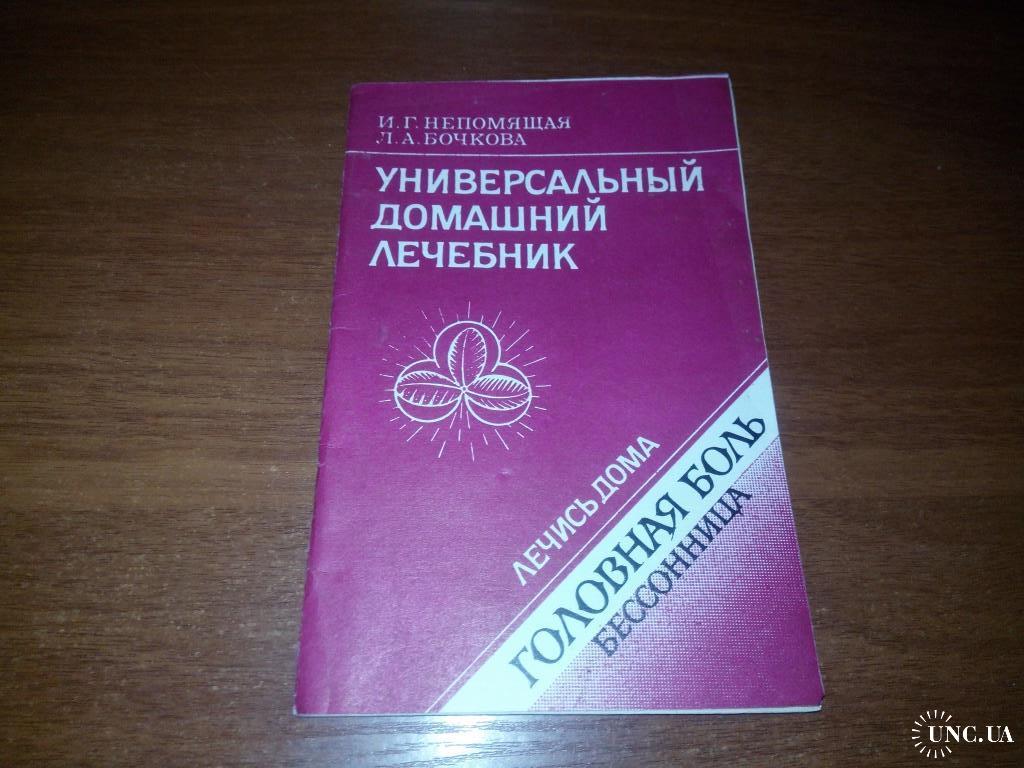 И. Г. НЕПОМЯЩАЯ
Л. А. БОЧКОВА
УНИВЕРСАЛЬНЫЙ
ДОМАШНИЙ
ЛЕЧЕБНИК
ЛЕЧИСЬ ДОМА
ГОЛОВНАЯ БОЛЬ
БЕССОННИЦА
UNC.UA